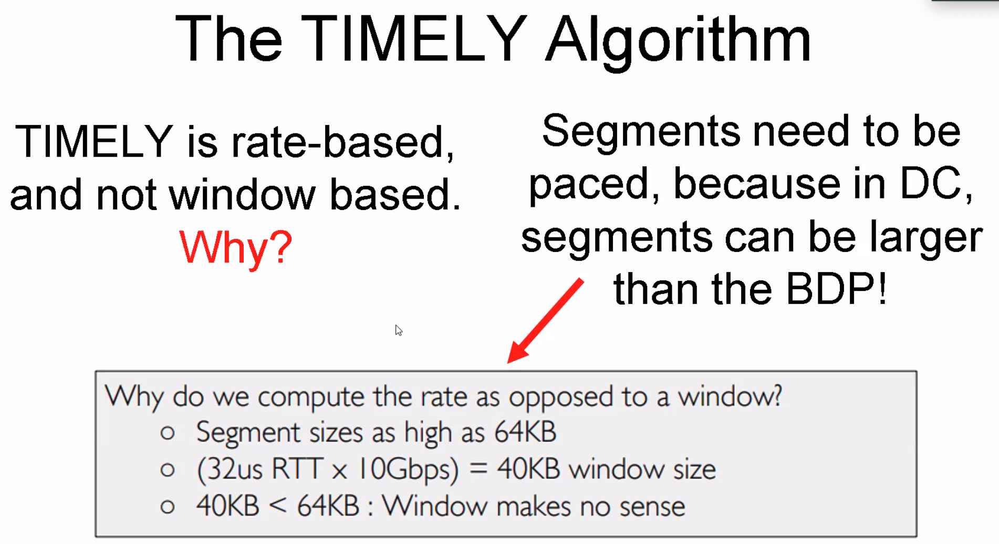 The TIMELY Algorithm
TIMELY is rate-based,
and not window based.
Why?
Segments need to be
paced, because in DC,
segments can be larger
than the BDP!
Why do we compute the rate as opposed to a window?
○ Segment sizes as high as 64KB
○ (32us RTT x 10Gbps) = 40KB window size
○ 40KB < 64KB : Window makes no sense